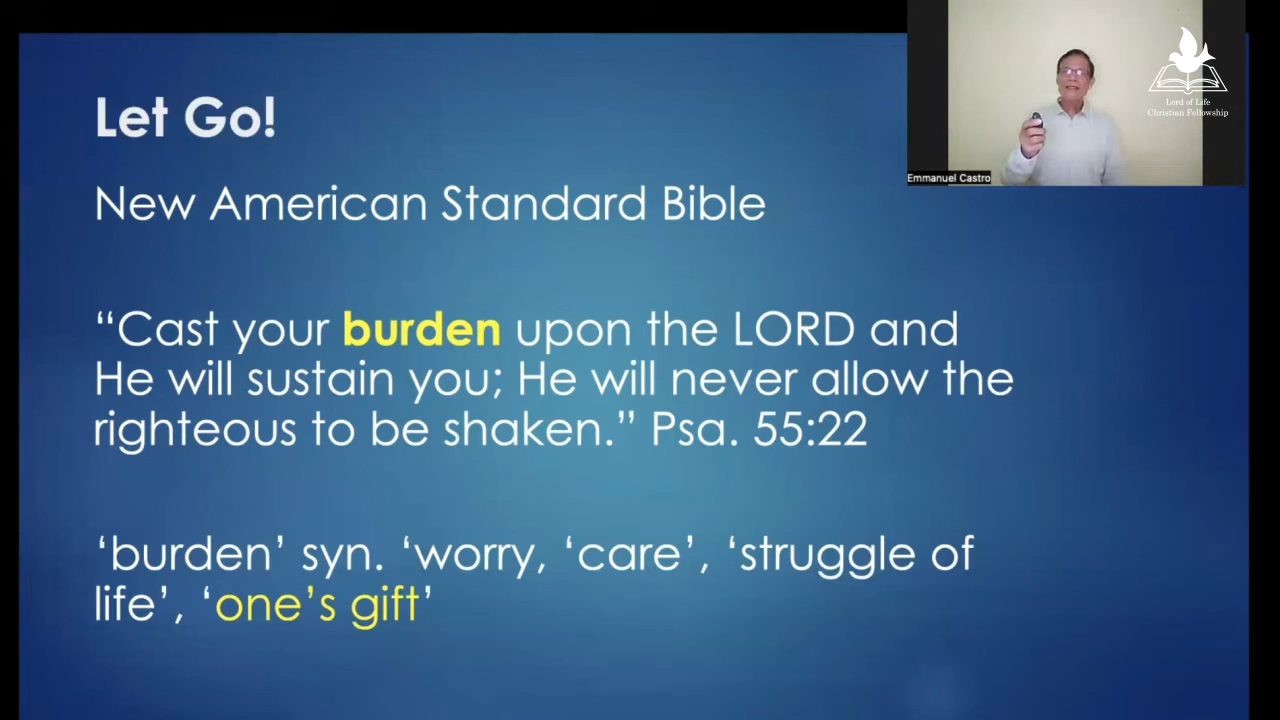 Let Go!
New American Standard Bible
“Cast your burden upon the LORD and
He will sustain you; He will never allow the
righteous to be shaken.” Psa. 55:22
‘burden’ syn. ‘worry, ‘care’, ‘struggle of
life’, ‘one’s gift’
Lord of Life
Christian Fellowship
Emmanuel Castro